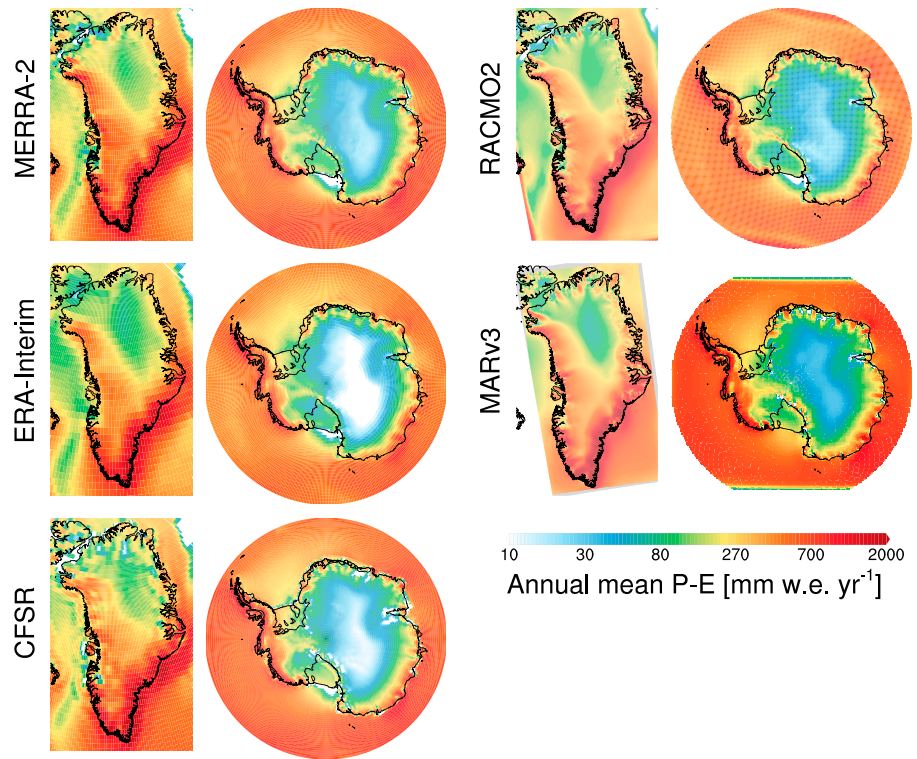 MERRA-2
RACMO2
ERA-Interim
MARv3
CFSR
10 30 80 270 700 2000
Annual mean P-E [mm w.e. yr⁻¹]